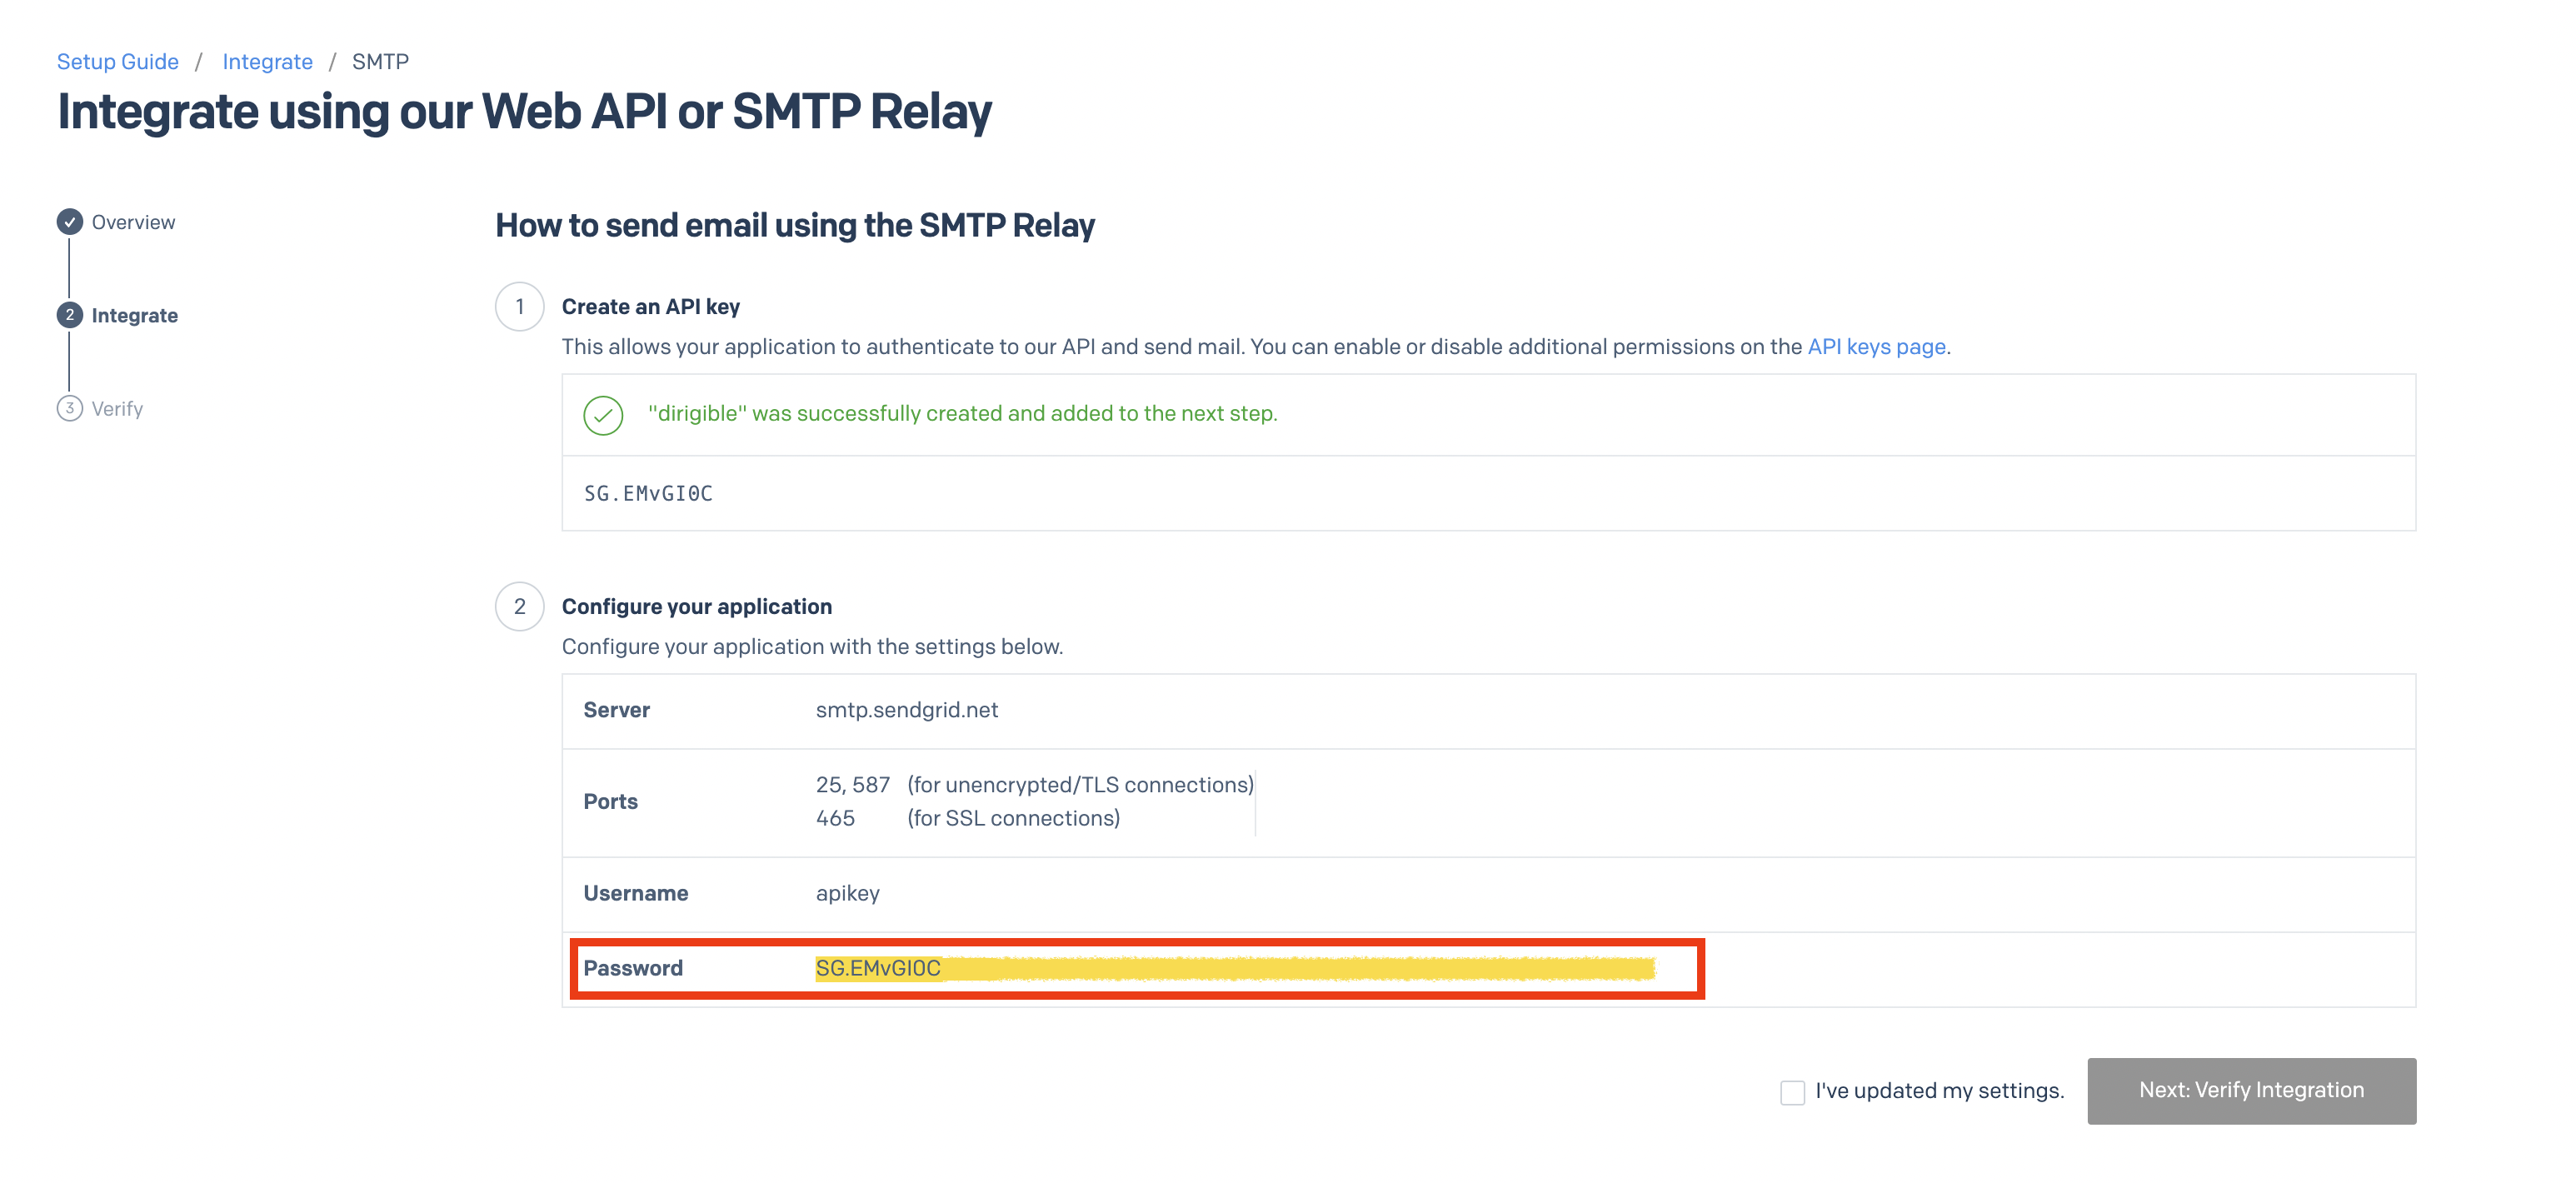 Setup Guide / Integrate / SMTP
Integrate using our Web API or SMTP Relay
Overview
2 Integrate
3 Verify
How to send email using the SMTP Relay
1 Create an API key
This allows your application to authenticate to our API and send mail. You can enable or disable additional permissions on the API keys page.
"dirigible" was successfully created and added to the next step.
SG.EMvGI0C
2 Configure your application
Configure your application with the settings below.
Server smtp.sendgrid.net
Ports
25, 587 (for unencrypted/TLS connections)
465 (for SSL connections)
Username apikey
Password SG.EMvGI0C
I've updated my settings.
Next: Verify Integration